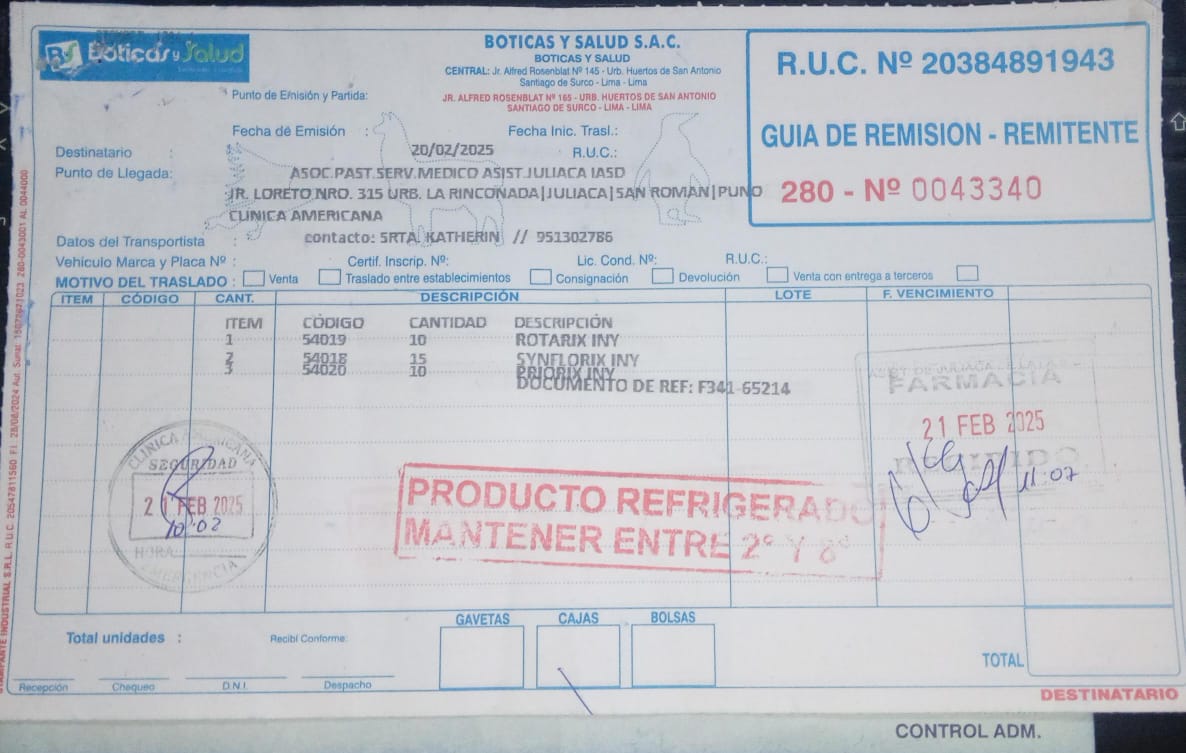 BS Boticas y Salud
BOTICAS Y SALUD S.A.C.
BOTICAS Y SALUD
CENTRAL: Jr. Alfred Rosenblat Nº 145 - Urb. Huertos de San Antonio
Santiago de Surco - Lima - Lima
JR. ALFRED ROSENBLAT Nº 165 - URB. HUERTOS DE SAN ANTONIO
SANTIAGO DE SURCO - LIMA - LIMA
R.U.C. Nº 20384891943
GUIA DE REMISION - REMITENTE
280 - Nº 0043340
Punto de Emisión y Partida:
Fecha de Emisión : Fecha Inic. Trasl.:
20/02/2025
Destinatario : R.U.C.:
Punto de Llegada: ASOC.PAST.SERV.MEDICO ASIST.JULIACA IASD
JR. LORETO NRO. 315 URB. LA RINCONADA|JULIACA|SAN ROMAN|PUNO
CLINICA AMERICANA
Datos del Transportista : contacto: SRTA. KATHERIN // 951302786
Vehículo Marca y Placa Nº : Certif. Inscrip. Nº: Lic. Cond. Nº: R.U.C.:
MOTIVO DEL TRASLADO : Venta Traslado entre establecimientos Consignación Devolución Venta con entrega a terceros
ITEM CÓDIGO CANT. DESCRIPCIÓN LOTE F. VENCIMIENTO
ITEM CÓDIGO CANTIDAD DESCRIPCIÓN
1 54019 10 ROTARIX INY
2 54018 15 SYNFLORIX INY
3 54020 10 PRIORIX INY
DOCUMENTO DE REF: F341-65214
FARMACIA
21 FEB 2025
RECIBIDO
11:07
CLINICA AMERICANA
SEGURIDAD
21 FEB 2025
10:02
HORA
EMERGENCIA
PRODUCTO REFRIGERADO
MANTENER ENTRE 2º Y 8º
GAVETAS CAJAS BOLSAS
Total unidades : Recibí Conforme:
TOTAL
Recepción Chequeo D.N.I. Despacho
DESTINATARIO
CONTROL ADM.